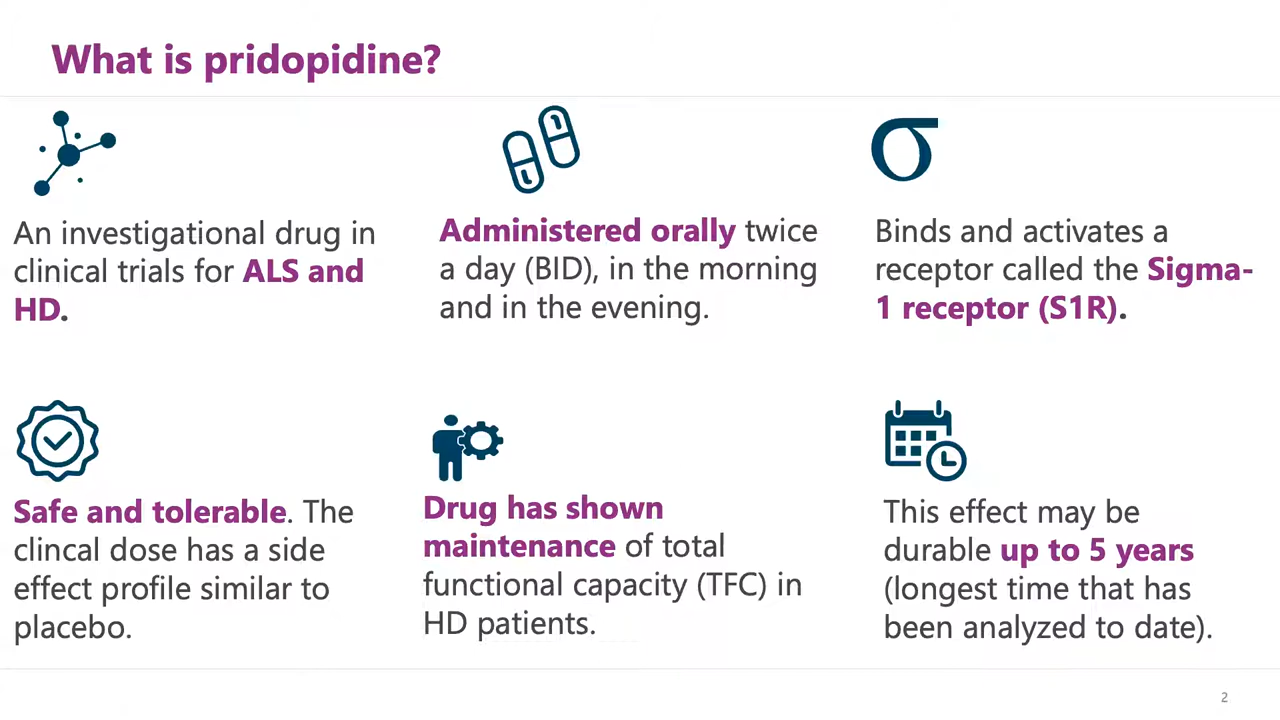 What is pridopidine?
An investigational drug in
clinical trials for ALS and
HD.
Administered orally twice
a day (BID), in the morning
and in the evening.
σ
Binds and activates a
receptor called the Sigma-
1 receptor (S1R).
Safe and tolerable. The
clincal dose has a side
effect profile similar to
placebo.
Drug has shown
maintenance of total
functional capacity (TFC) in
HD patients.
This effect may be
durable up to 5 years
(longest time that has
been analyzed to date).
2